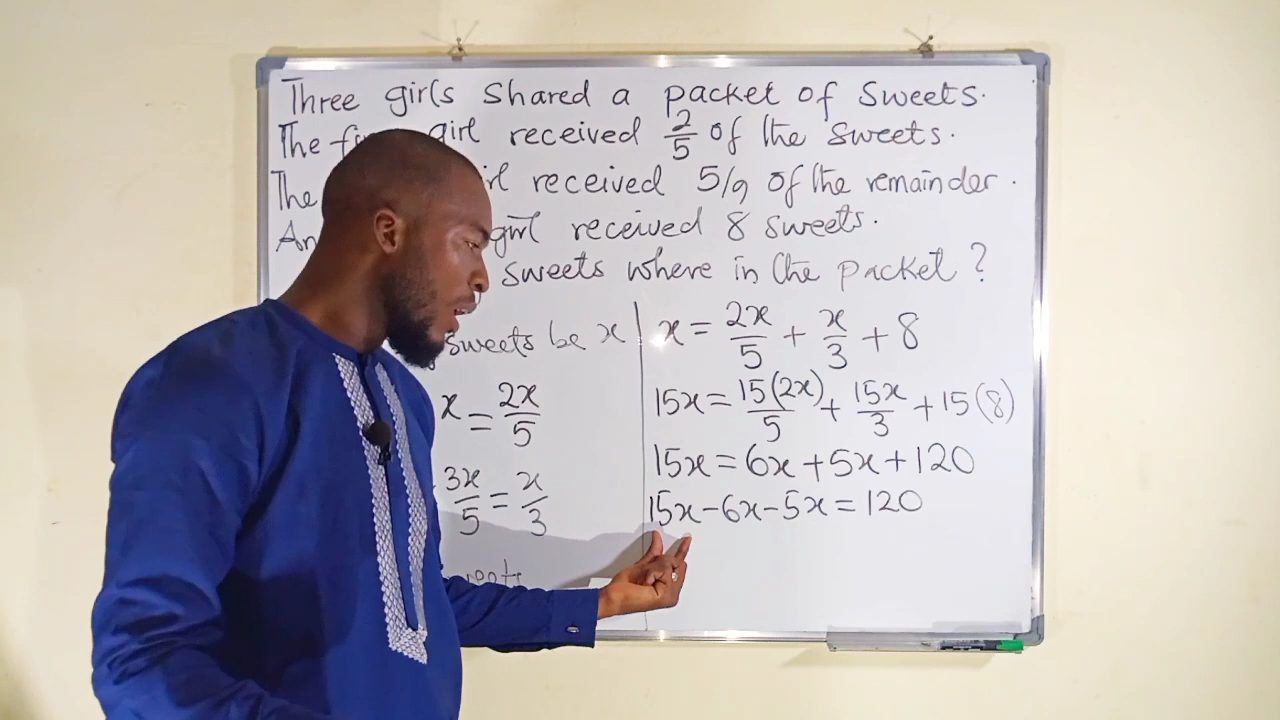 Three girls shared a packet of sweets.
The girl received 2/5 of the sweets.
The received 5/9 of the remainder.
girl received 8 sweets.
sweets where in the packet?
sweets be x
x = 2x/5
3x/5 = x/3
x = 2x/5 + x/3 + 8
15x = 15(2x)/5 + 15x/3 + 15(8)
15x = 6x + 5x + 120
15x - 6x - 5x = 120